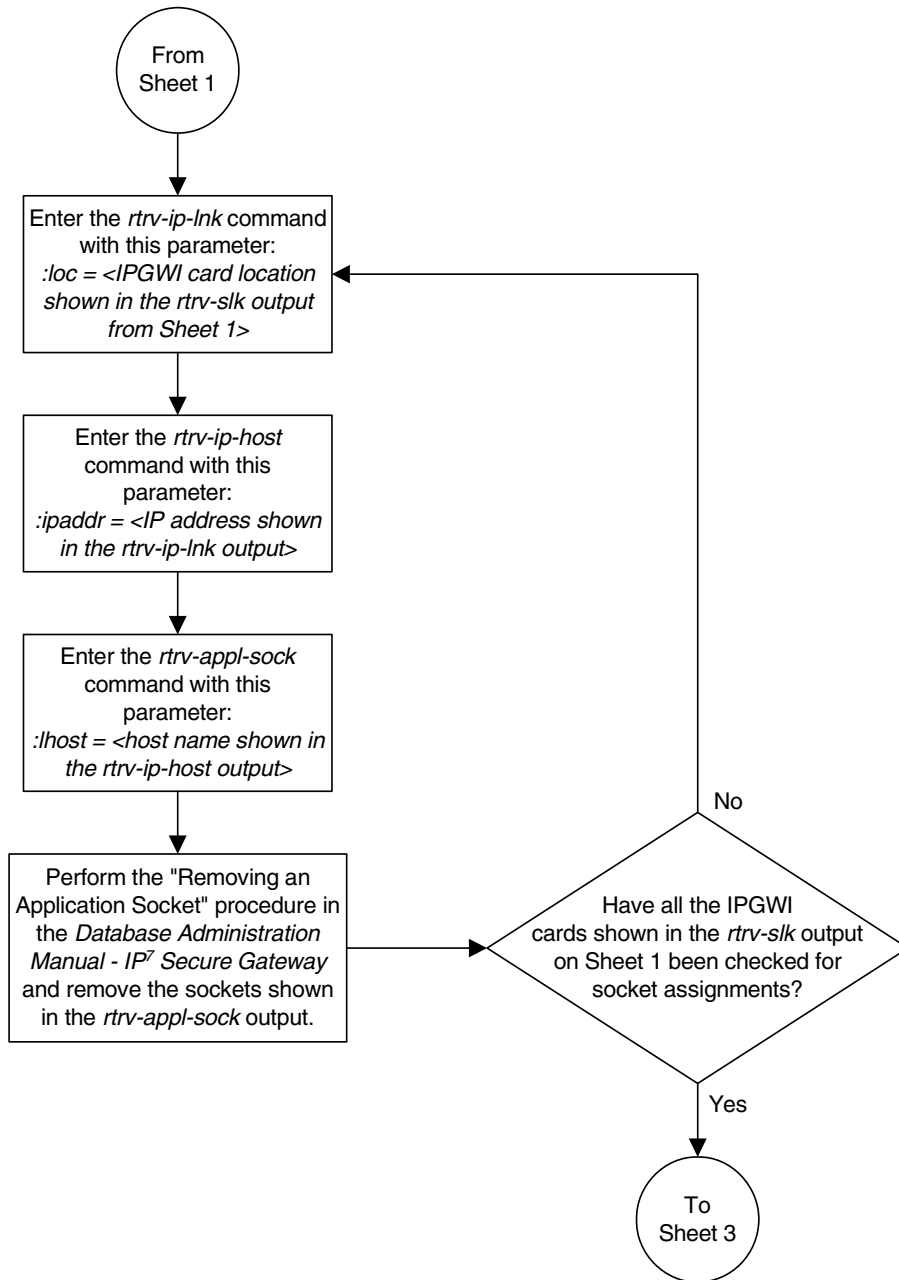 From
Sheet 1
Enter the rtrv-ip-lnk command
with this parameter:
:loc = <IPGWI card location
shown in the rtrv-slk output
from Sheet 1>
Enter the rtrv-ip-host
command with this
parameter:
:ipaddr = <IP address shown
in the rtrv-ip-lnk output>
Enter the rtrv-appl-sock
command with this
parameter:
:lhost = <host name shown in
the rtrv-ip-host output>
Perform the "Removing an
Application Socket" procedure in
the Database Administration
Manual - IP⁷ Secure Gateway
and remove the sockets shown
in the rtrv-appl-sock output.
No
Have all the IPGWI
cards shown in the rtrv-slk output
on Sheet 1 been checked for
socket assignments?
Yes
To
Sheet 3